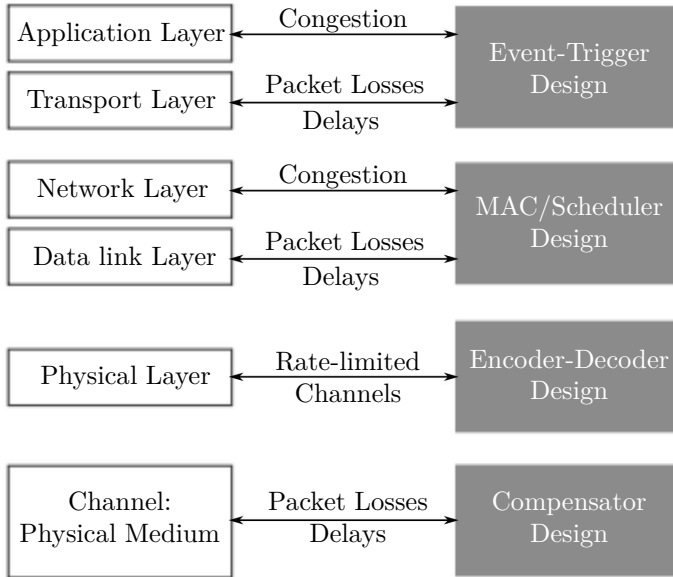 Application Layer
Congestion
Event-Trigger
Design
Transport Layer
Packet Losses
Delays
Network Layer
Congestion
MAC/Scheduler
Design
Data link Layer
Packet Losses
Delays
Physical Layer
Rate-limited
Channels
Encoder-Decoder
Design
Channel:
Physical Medium
Packet Losses
Delays
Compensator
Design